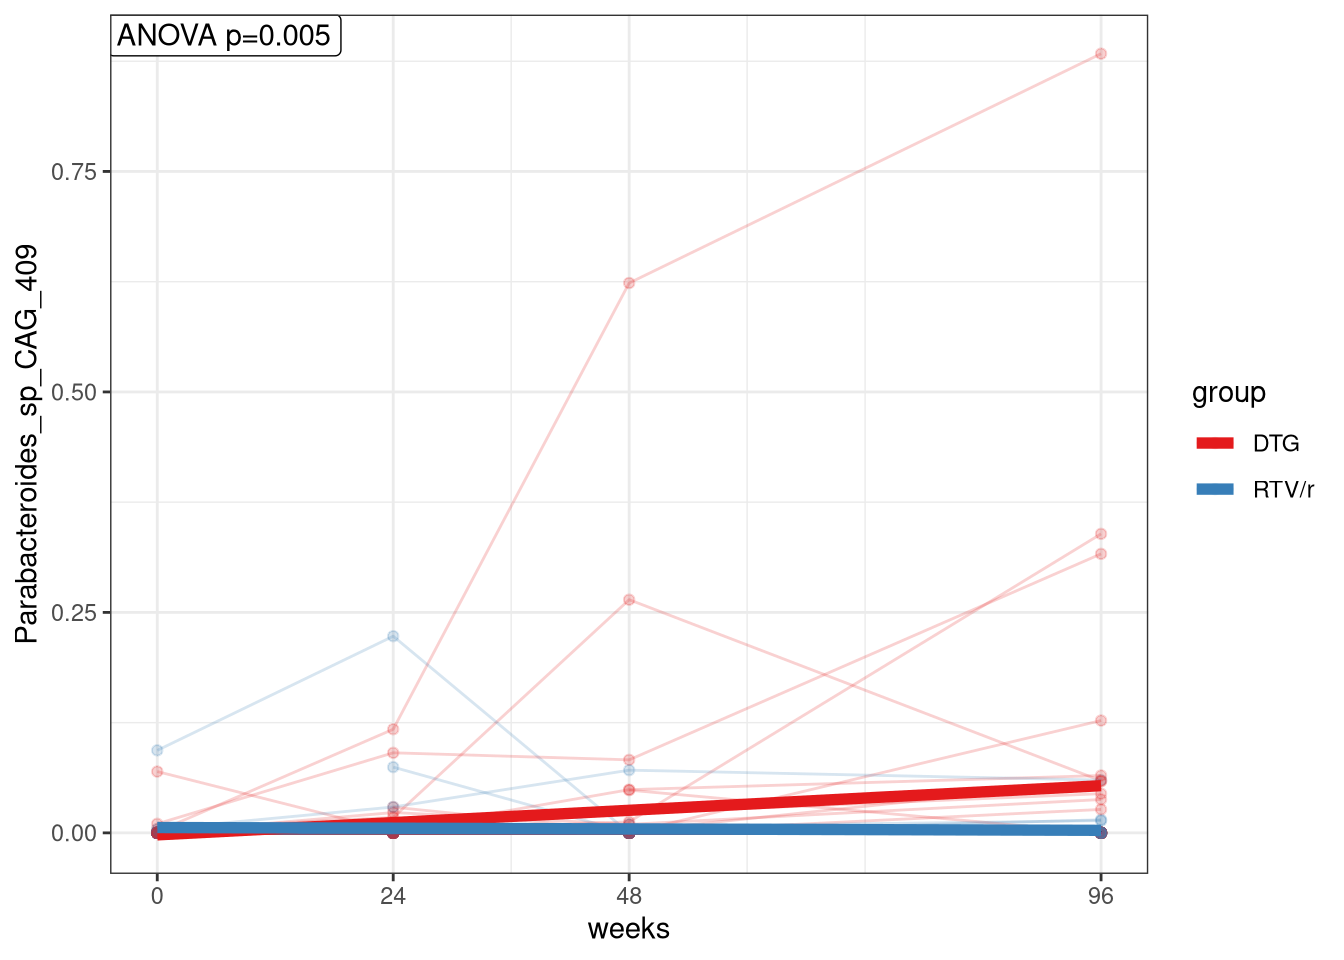 ANOVA p=0.005
Parabacteroides_sp_CAG_409
0.75
0.50
0.25
0.00
0
24
48
96
weeks
group
DTG
RTV/r